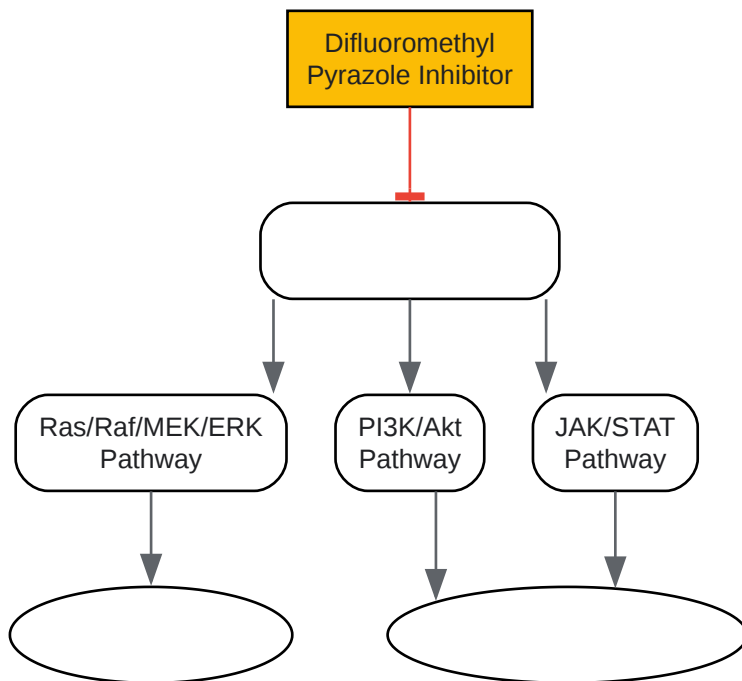 Difluoromethyl
Pyrazole Inhibitor
Ras/Raf/MEK/ERK
Pathway
PI3K/Akt
Pathway
JAK/STAT
Pathway